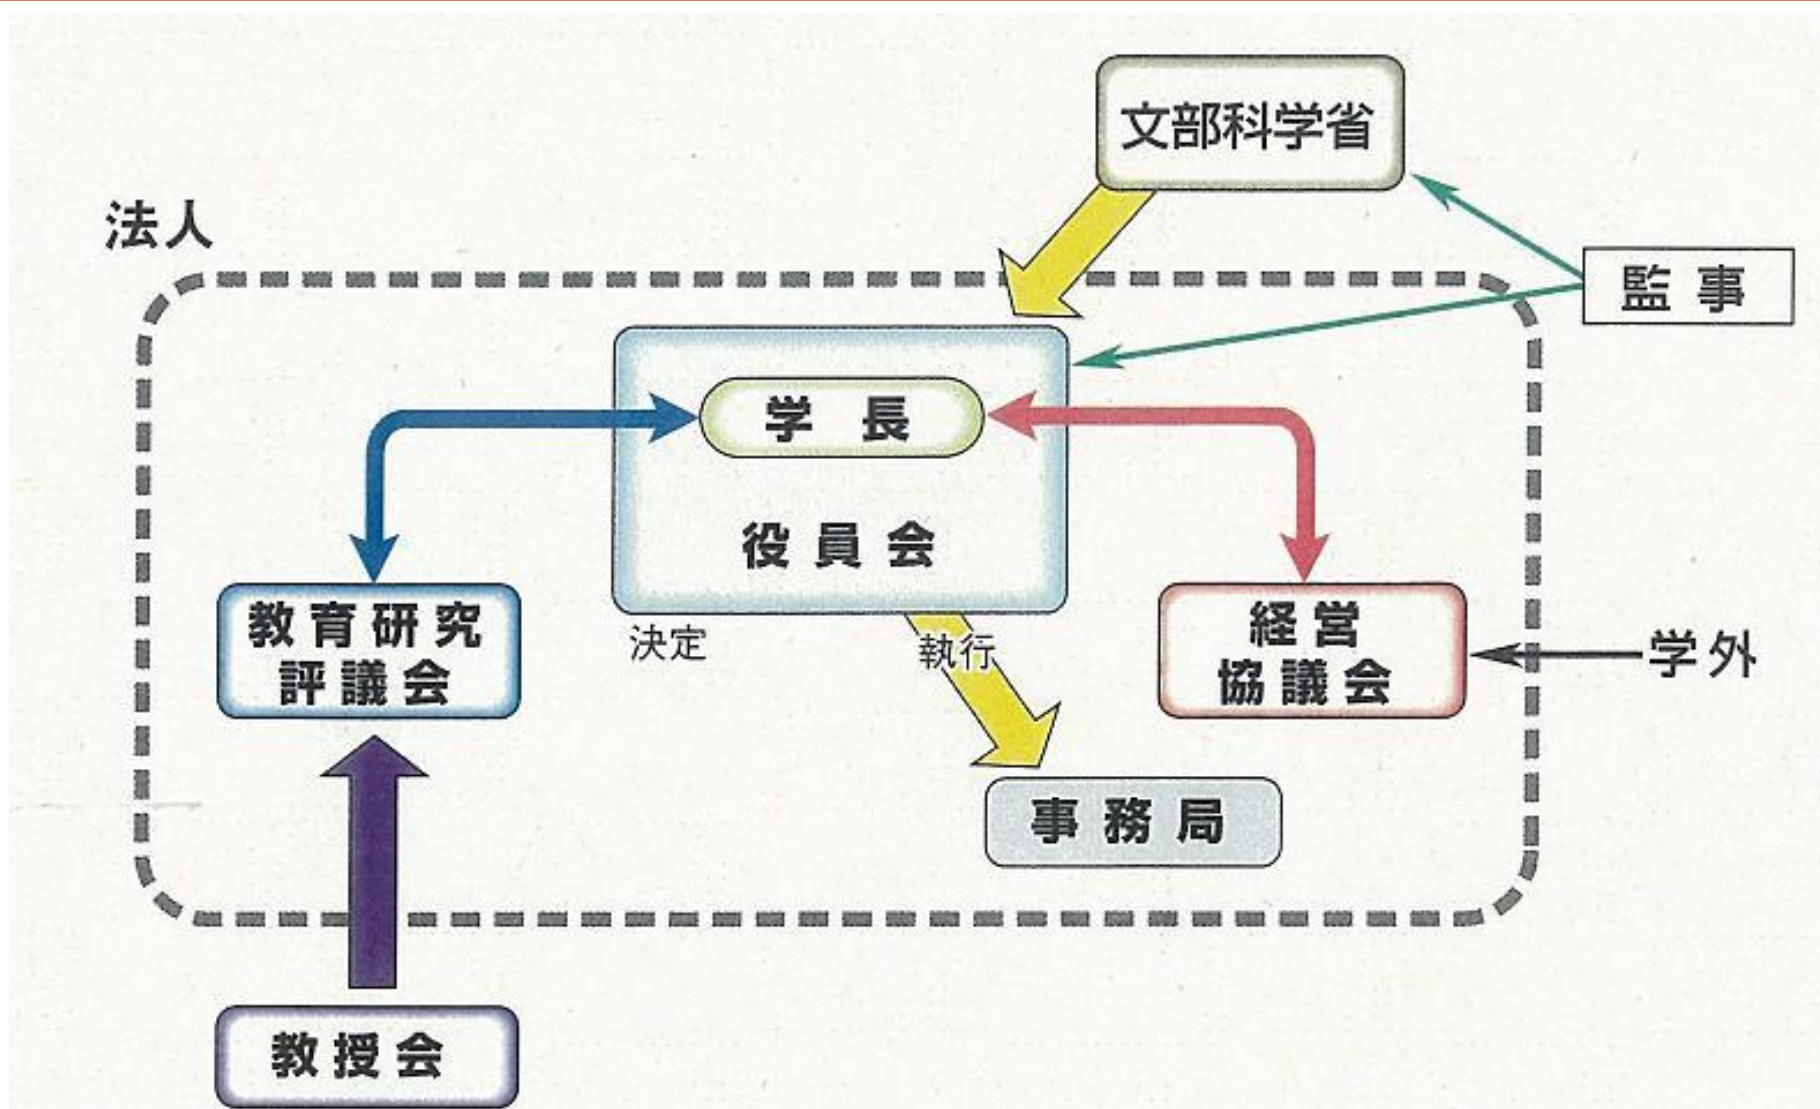 文部科学省
法人
監事
学長
役員会
教育研究
評議会
決定
執行
経営
協議会
学外
事務局
教授会